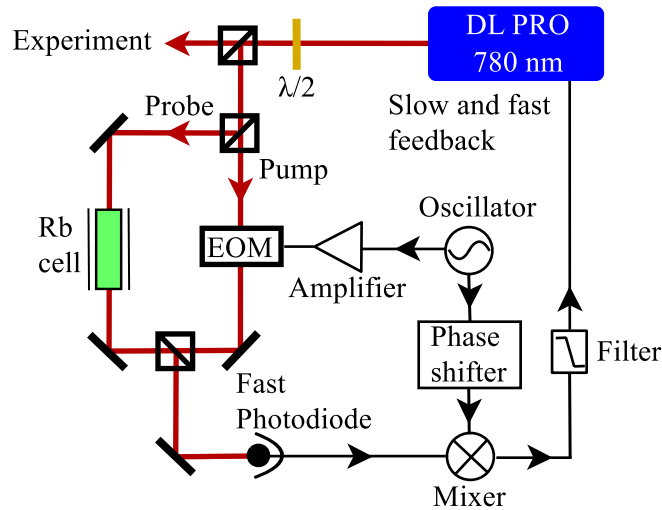 Experiment
DL PRO
780 nm
λ/2
Slow and fast
feedback
Probe
Pump
Rb
cell
EOM
Amplifier
Oscillator
Phase
shifter
Filter
Fast
Photodiode
Mixer